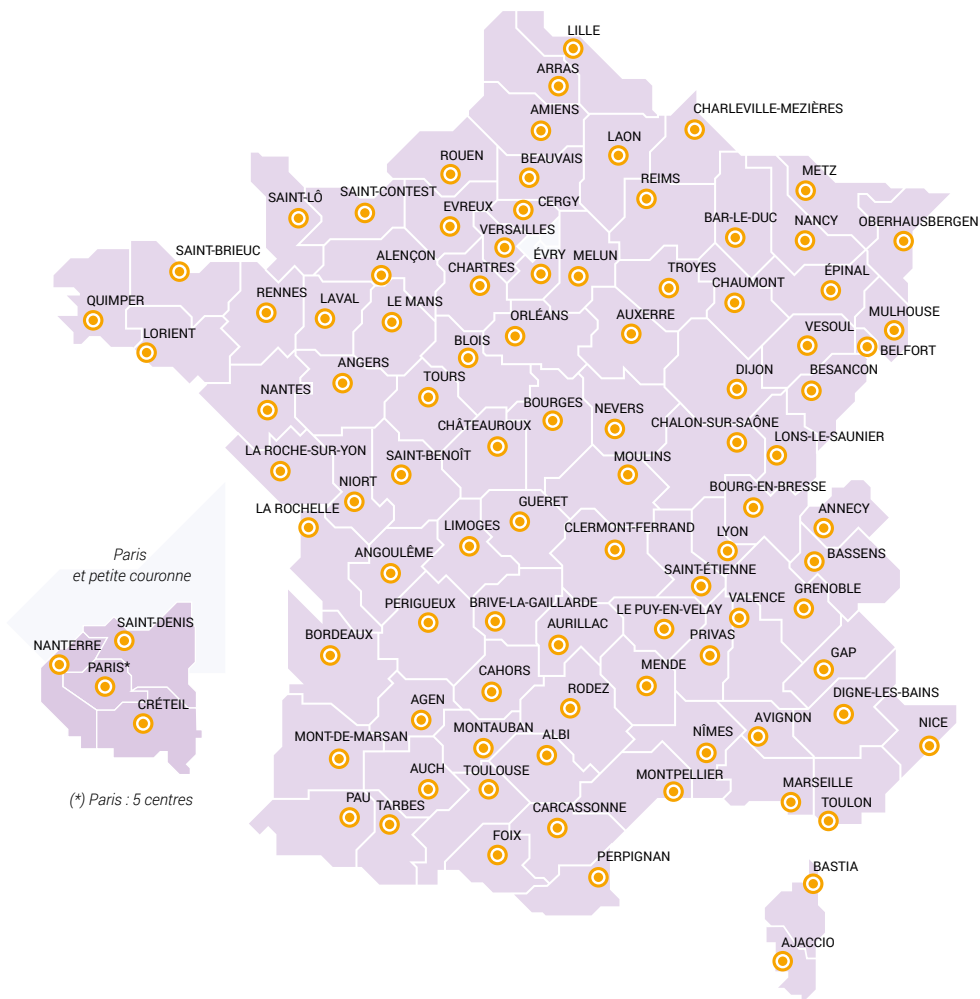 LILLE
ARRAS
AMIENS
CHARLEVILLE-MEZIÈRES
LAON
ROUEN
BEAUVAIS
METZ
REIMS
SAINT-CONTEST
SAINT-LÔ
EVREUX
CERGY
BAR-LE-DUC
NANCY
OBERHAUSBERGEN
VERSAILLES
SAINT-BRIEUC
ALENÇON
ÉVRY
MELUN
CHARTRES
TROYES
CHAUMONT
ÉPINAL
QUIMPER
RENNES
LAVAL
LE MANS
ORLÉANS
AUXERRE
MULHOUSE
LORIENT
VESOUL
BLOIS
BELFORT
ANGERS
TOURS
DIJON
BESANCON
NANTES
BOURGES
NEVERS
CHÂTEAUROUX
CHALON-SUR-SAÔNE
LONS-LE-SAUNIER
LA ROCHE-SUR-YON
SAINT-BENOÎT
MOULINS
NIORT
BOURG-EN-BRESSE
LA ROCHELLE
GUERET
ANNECY
LIMOGES
CLERMONT-FERRAND
LYON
ANGOULÊME
BASSENS
Paris
et petite couronne
SAINT-ÉTIENNE
GRENOBLE
VALENCE
PERIGUEUX
BRIVE-LA-GAILLARDE
LE PUY-EN-VELAY
SAINT-DENIS
AURILLAC
BORDEAUX
NANTERRE
PRIVAS
GAP
PARIS*
CAHORS
MENDE
RODEZ
DIGNE-LES-BAINS
CRÉTEIL
AGEN
AVIGNON
NICE
MONT-DE-MARSAN
MONTAUBAN
ALBI
NÎMES
AUCH
TOULOUSE
MONTPELLIER
MARSEILLE
(*) Paris : 5 centres
PAU
TARBES
CARCASSONNE
TOULON
FOIX
PERPIGNAN
BASTIA
AJACCIO